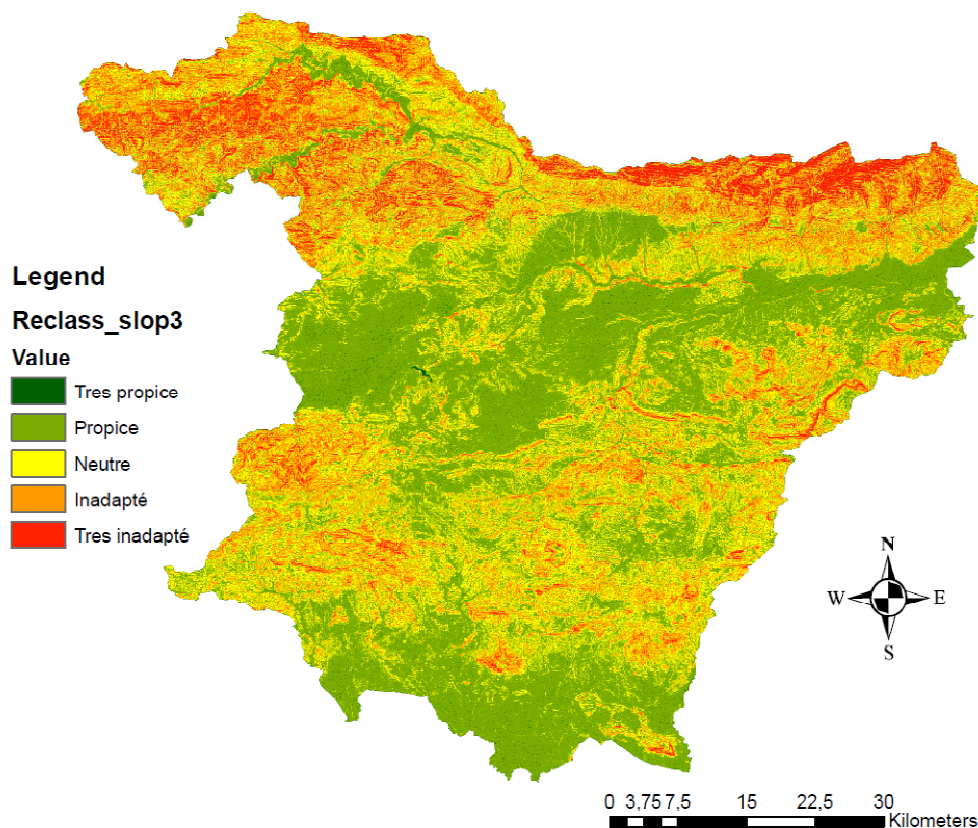 Legend
Reclass_slop3
Value
Tres propice
Propice
Neutre
Inadapté
Tres inadapté
N
W E
S
0 3,75 7,5 15 22,5 30
Kilometers